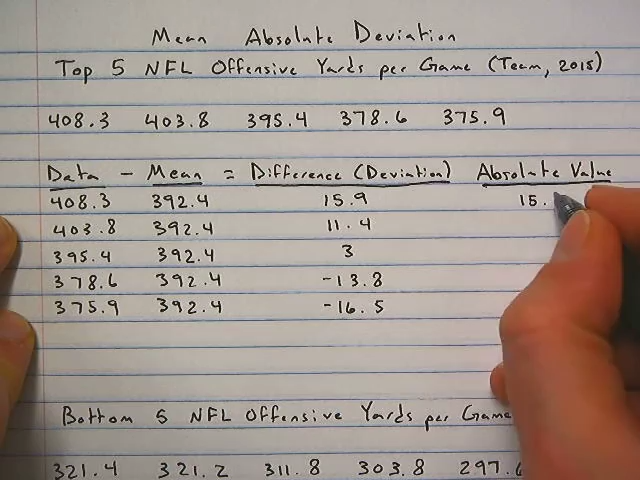 Mean Absolute Deviation
Top 5 NFL Offensive Yards per Game (Team, 2015)
408.3 403.8 395.4 378.6 375.9
Data - Mean = Difference (Deviation) Absolute Value
408.3 392.4 15.9 15.
403.8 392.4 11.4
395.4 392.4 3
378.6 392.4 -13.8
375.9 392.4 -16.5
Bottom 5 NFL Offensive Yards per Game
321.4 321.2 311.8 303.8 297.6